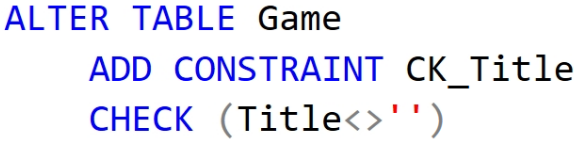 ALTER TABLE Game
ADD CONSTRAINT CK_Title
CHECK (Title<>'')